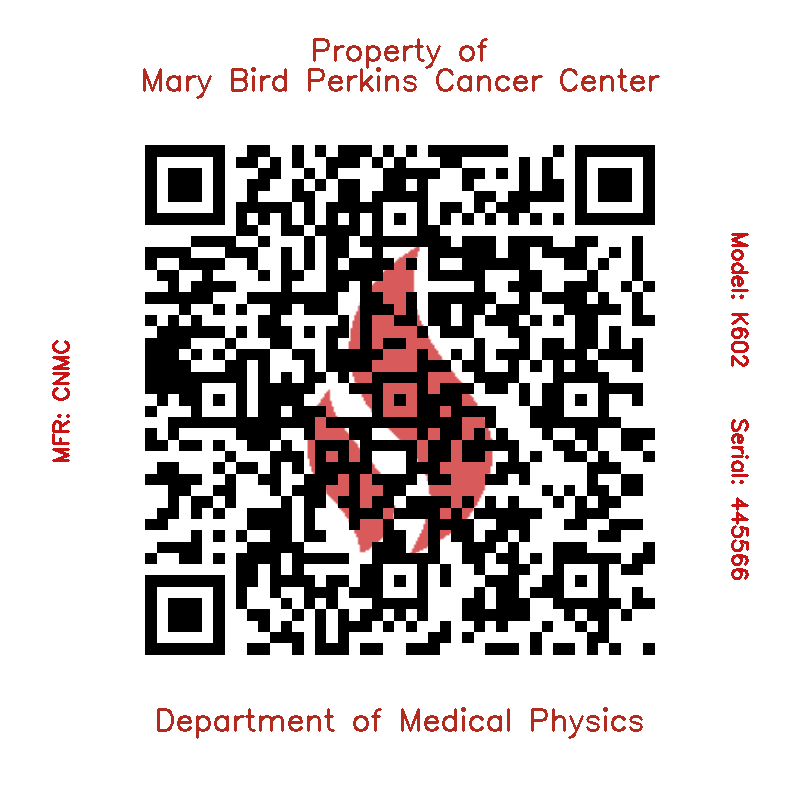 Property of
Mary Bird Perkins Cancer Center
MFR: CNMC
Model: K602
Serial: 445566
Department of Medical Physics